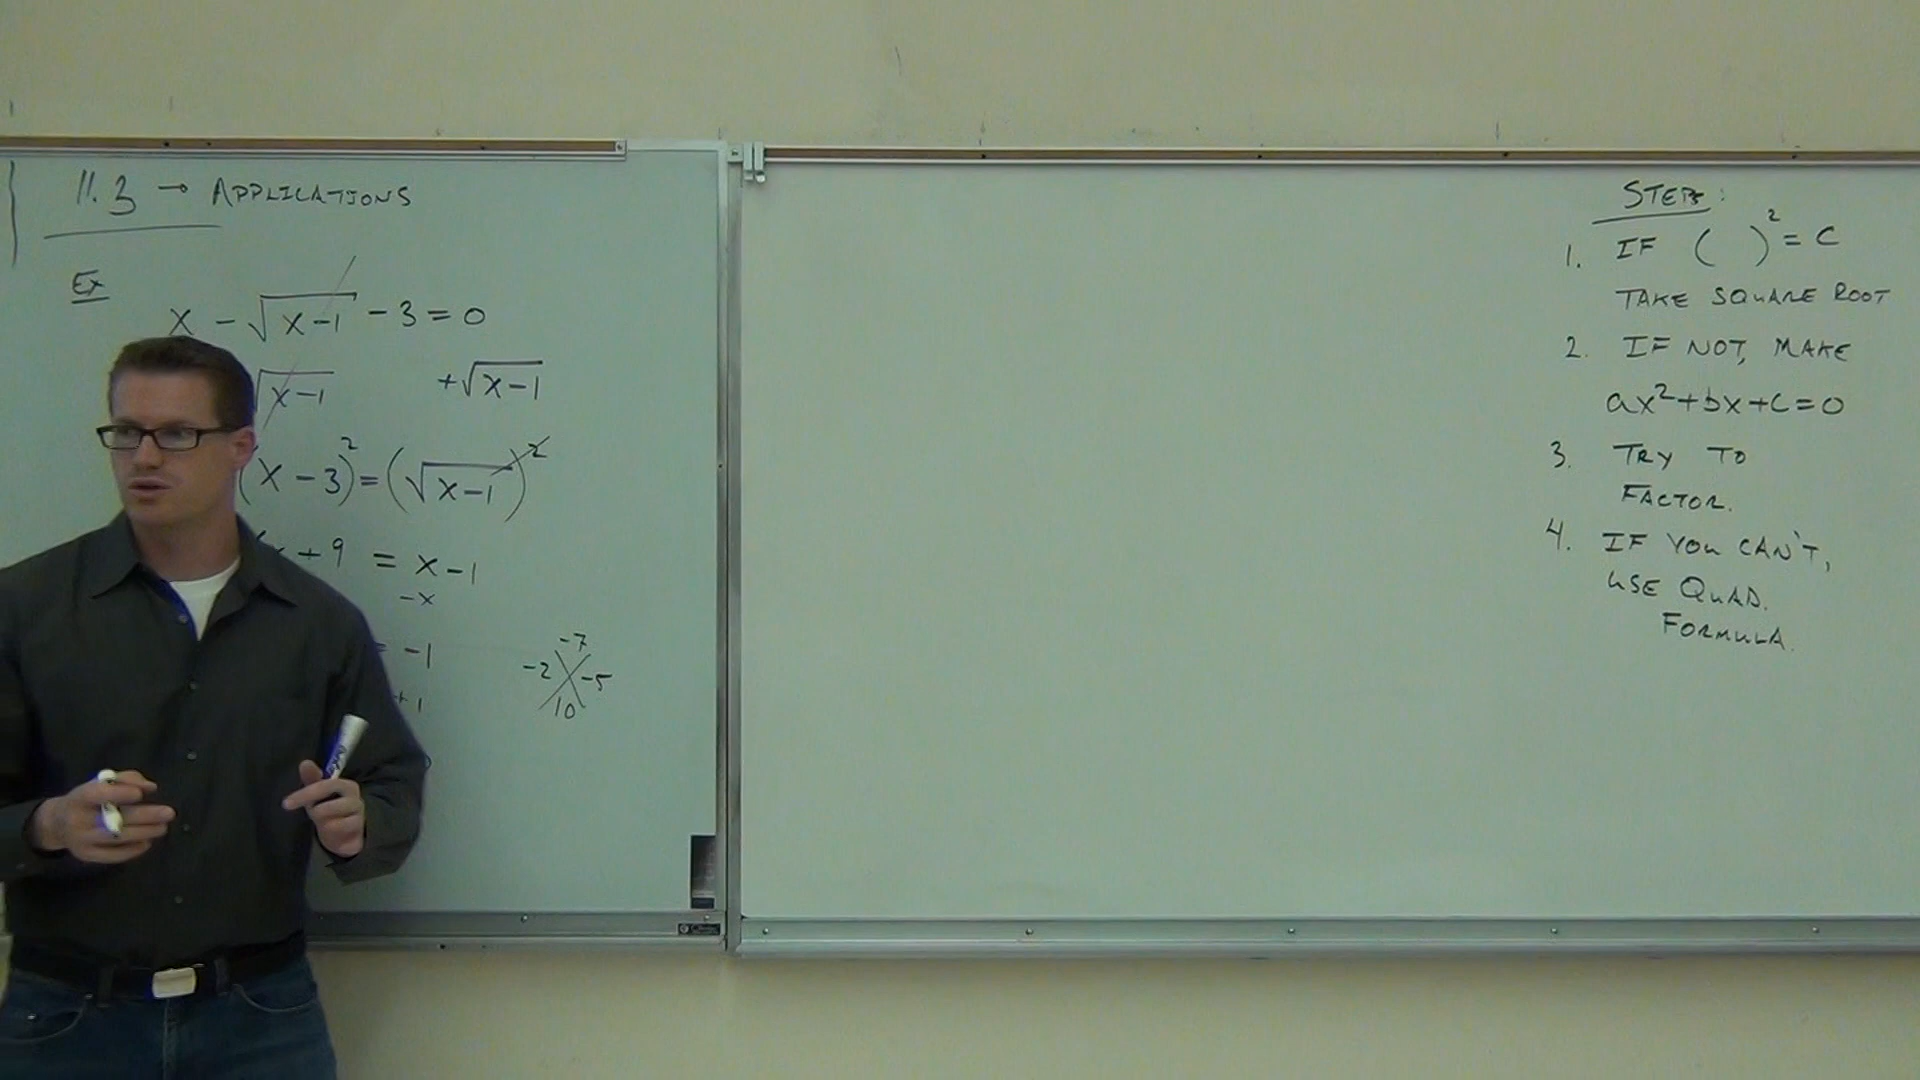 11.3 → APPLICATIONS
Ex
x - √(x-1) - 3 = 0
√(x-1) +√(x-1)
(x - 3)² = (√(x-1))²
x + 9 = x - 1
-x
= -1
+1
-7
-2 -5
10
STEPS:
1. IF ( )² = C
TAKE SQUARE ROOT
2. IF NOT, MAKE
ax²+bx+c=0
3. TRY TO
FACTOR.
4. IF YOU CAN'T,
USE QUAD.
FORMULA.